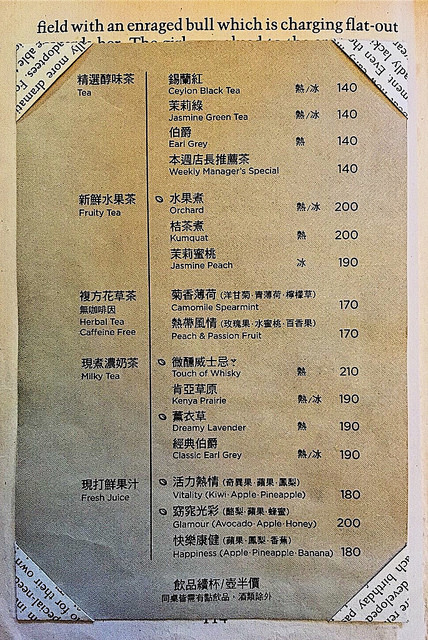 field with an enraged bull which is charging flat-out
精選醇味茶
Tea
錫蘭紅
Ceylon Black Tea 熱/冰 140
茉莉綠
Jasmine Green Tea 熱/冰 140
伯爵
Earl Grey 熱 140
本週店長推薦茶
Weekly Manager's Special 140
新鮮水果茶
Fruity Tea
水果煮
Orchard 熱/冰 200
桔茶煮
Kumquat 熱 200
茉莉蜜桃
Jasmine Peach 冰 190
複方花草茶
無咖啡因
Herbal Tea
Caffeine Free
菊香薄荷 (洋甘菊·青薄荷·檸檬草)
Camomile Spearmint 170
熱帶風情 (玫瑰果·水蜜桃·百香果)
Peach & Passion Fruit 170
現煮濃奶茶
Milky Tea
微醺威士忌
Touch of Whisky 熱 210
肯亞草原
Kenya Prairie 熱/冰 190
薰衣草
Dreamy Lavender 熱 190
經典伯爵
Classic Earl Grey 熱/冰 190
現打鮮果汁
Fresh Juice
活力熱情 (奇異果·蘋果·鳳梨)
Vitality (Kiwi·Apple·Pineapple) 180
窈窕光彩 (酪梨·蘋果·蜂蜜)
Glamour (Avocado·Apple·Honey) 200
快樂康健 (蘋果·鳳梨·香蕉)
Happiness (Apple·Pineapple·Banana) 180
飲品續杯/壺半價
同桌皆需有點飲品，酒類除外
114